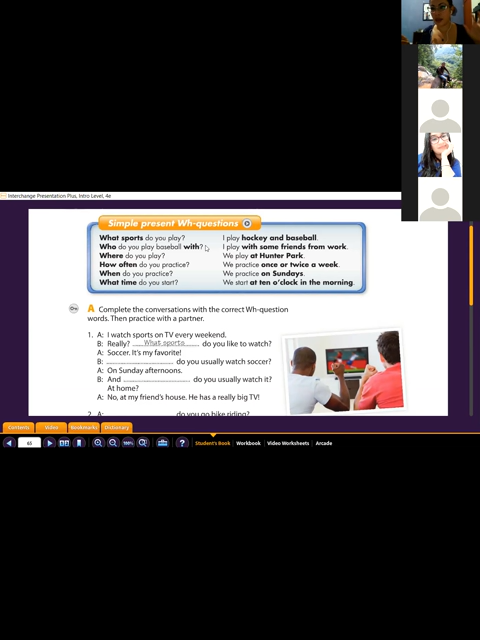 Interchange Presentation Plus, Intro Level, 4e
Simple present Wh-questions
What sports do you play? I play hockey and baseball.
Who do you play baseball with? I play with some friends from work.
Where do you play? We play at Hunter Park.
How often do you practice? We practice once or twice a week.
When do you practice? We practice on Sundays.
What time do you start? We start at ten o'clock in the morning.
A Complete the conversations with the correct Wh-question
words. Then practice with a partner.
1. A: I watch sports on TV every weekend.
B: Really? What sports do you like to watch?
A: Soccer. It's my favorite!
B: do you usually watch soccer?
A: On Sunday afternoons.
B: And do you usually watch it?
At home?
A: No, at my friend's house. He has a really big TV!
2. A: do you go bike riding?
Contents Video Bookmarks Dictionary
65 100% ? Student's Book Workbook Video Worksheets Arcade